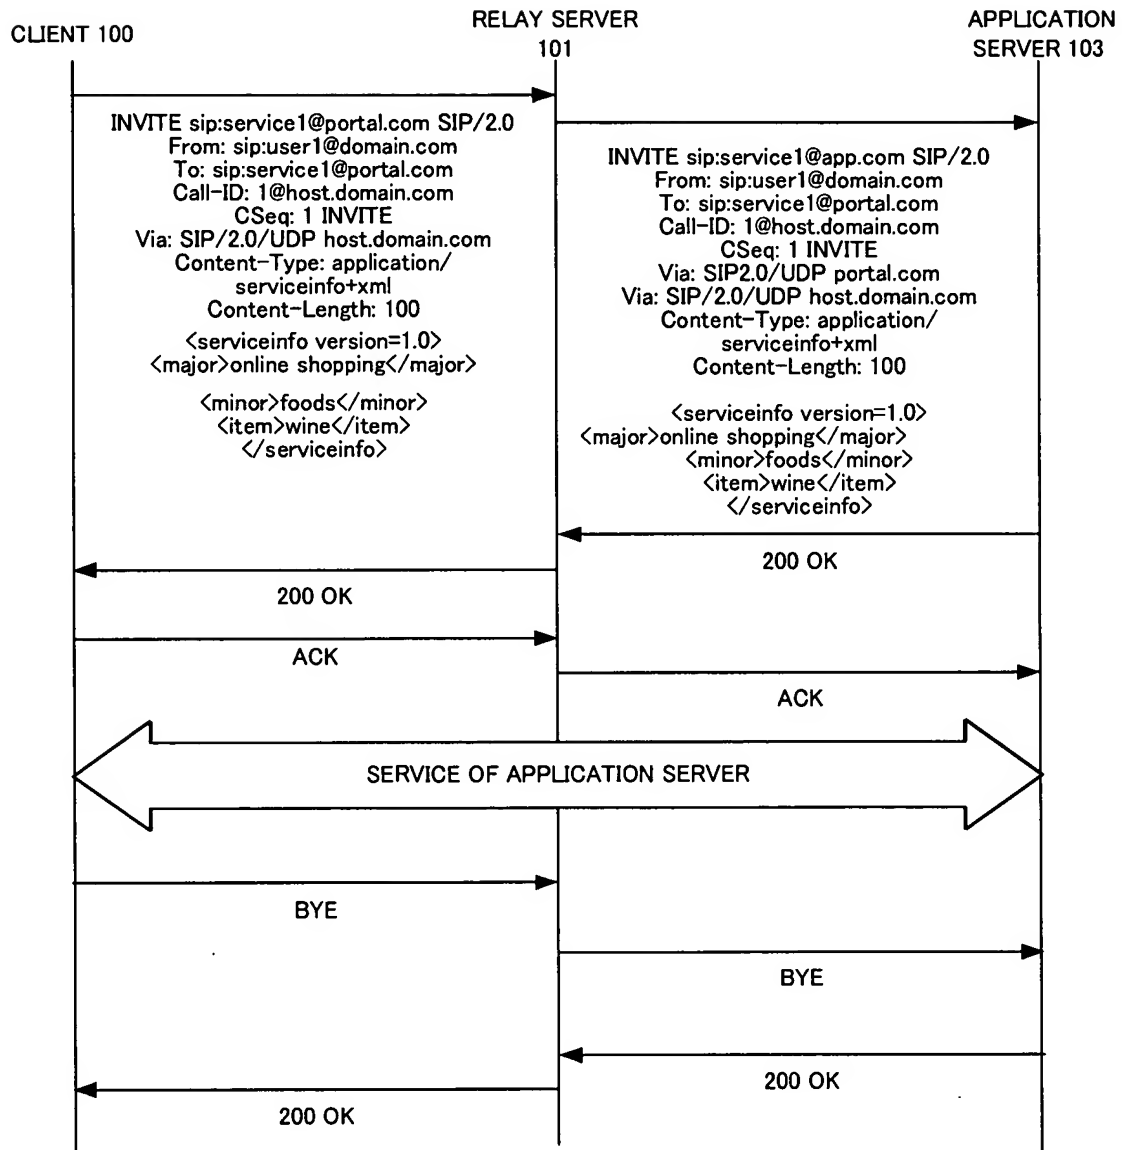 CLIENT 100
RELAY SERVER
101
APPLICATION
SERVER 103
INVITE sip:service1@portal.com SIP/2.0
From: sip:user1@domain.com
To: sip:service1@portal.com
Call-ID: 1@host.domain.com
CSeq: 1 INVITE
Via: SIP/2.0/UDP host.domain.com
Content-Type: application/
serviceinfo+xml
Content-Length: 100
<serviceinfo version=1.0>
<major>online shopping</major>
<minor>foods</minor>
<item>wine</item>
</serviceinfo>
INVITE sip:service1@app.com SIP/2.0
From: sip:user1@domain.com
To: sip:service1@portal.com
Call-ID: 1@host.domain.com
CSeq: 1 INVITE
Via: SIP2.0/UDP portal.com
Via: SIP/2.0/UDP host.domain.com
Content-Type: application/
serviceinfo+xml
Content-Length: 100
<serviceinfo version=1.0>
<major>online shopping</major>
<minor>foods</minor>
<item>wine</item>
</serviceinfo>
200 OK
200 OK
ACK
ACK
SERVICE OF APPLICATION SERVER
BYE
BYE
200 OK
200 OK